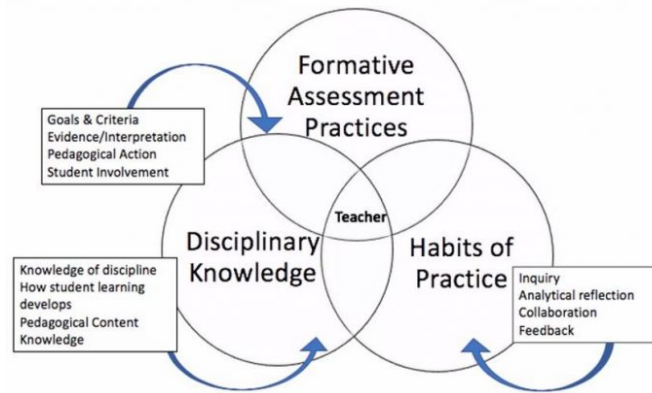 Formative
Assessment
Practices
Goals & Criteria
Evidence/Interpretation
Pedagogical Action
Student Involvement
Teacher
Disciplinary
Knowledge
Habits of
Practice
Knowledge of discipline
How student learning
develops
Pedagogical Content
Knowledge
Inquiry
Analytical reflection
Collaboration
Feedback